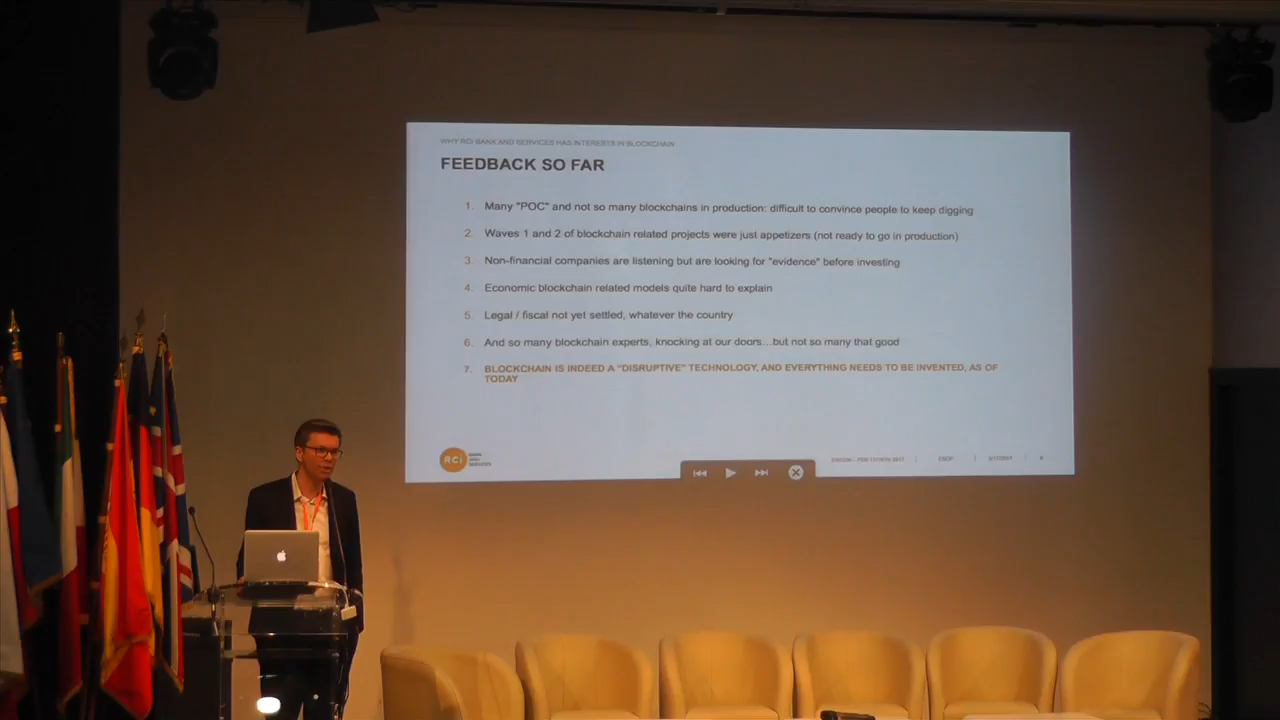 WHY RCI BANK AND SERVICES HAS INTERESTS IN BLOCKCHAIN
FEEDBACK SO FAR
1. Many "POC" and not so many blockchains in production: difficult to convince people to keep digging
2. Waves 1 and 2 of blockchain related projects were just appetizers (not ready to go in production)
3. Non-financial companies are listening but are looking for "evidence" before investing
4. Economic blockchain related models quite hard to explain
5. Legal / fiscal not yet settled, whatever the country
6. And so many blockchain experts, knocking at our doors...but not so many that good
7. BLOCKCHAIN IS INDEED A "DISRUPTIVE" TECHNOLOGY, AND EVERYTHING NEEDS TO BE INVENTED, AS OF
TODAY
RCI
BANK
AND
SERVICES